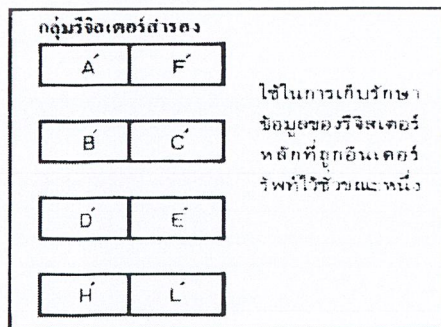 กลุ่มรีจิสเตอร์สำรอง
A′ F′
B′ C′
D′ E′
H′ L′
ใช้ในการเก็บรักษา
ข้อมูลของรีจิสเตอร์
หลักที่ถูกอินเตอร์
รัพท์ไว้ชั่วขณะหนึ่ง